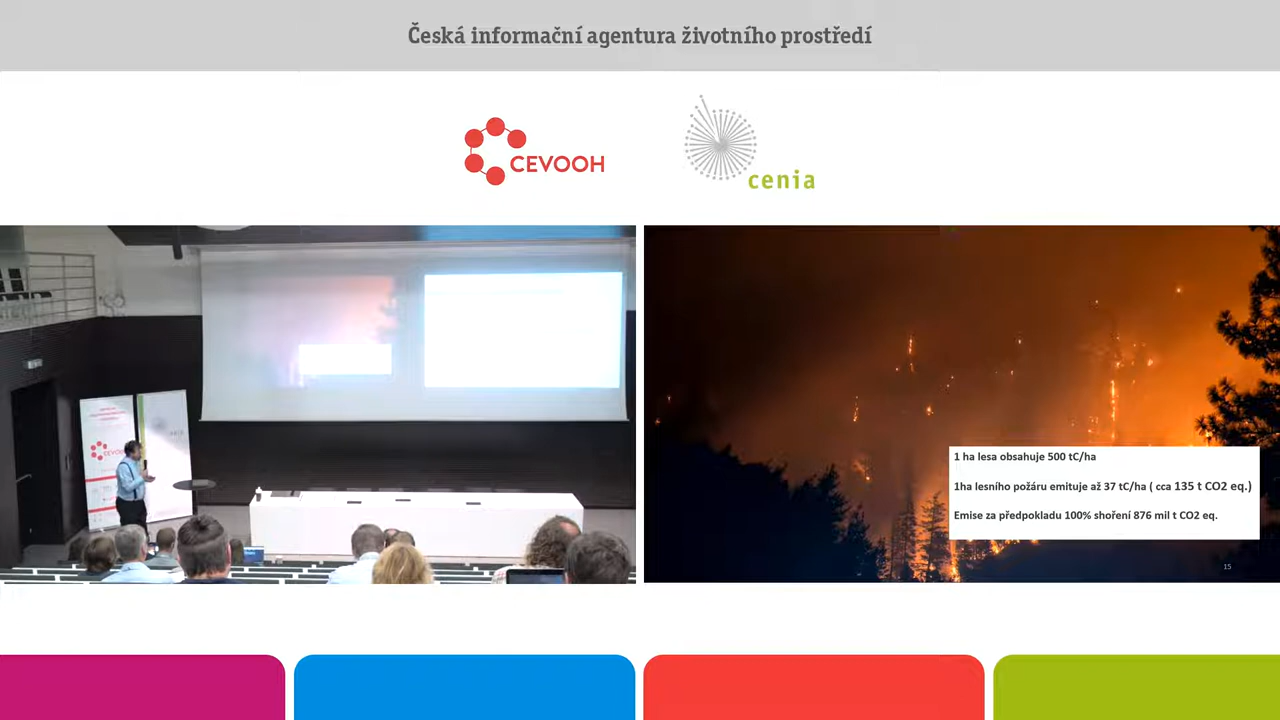 Česká informační agentura životního prostředí
CEVOOH
cenia
CEVOOH
1 ha lesa obsahuje 500 tC/ha
1ha lesního požáru emituje až 37 tC/ha ( cca 135 t CO2 eq.)
Emise za předpokladu 100% shoření 876 mil t CO2 eq.
15